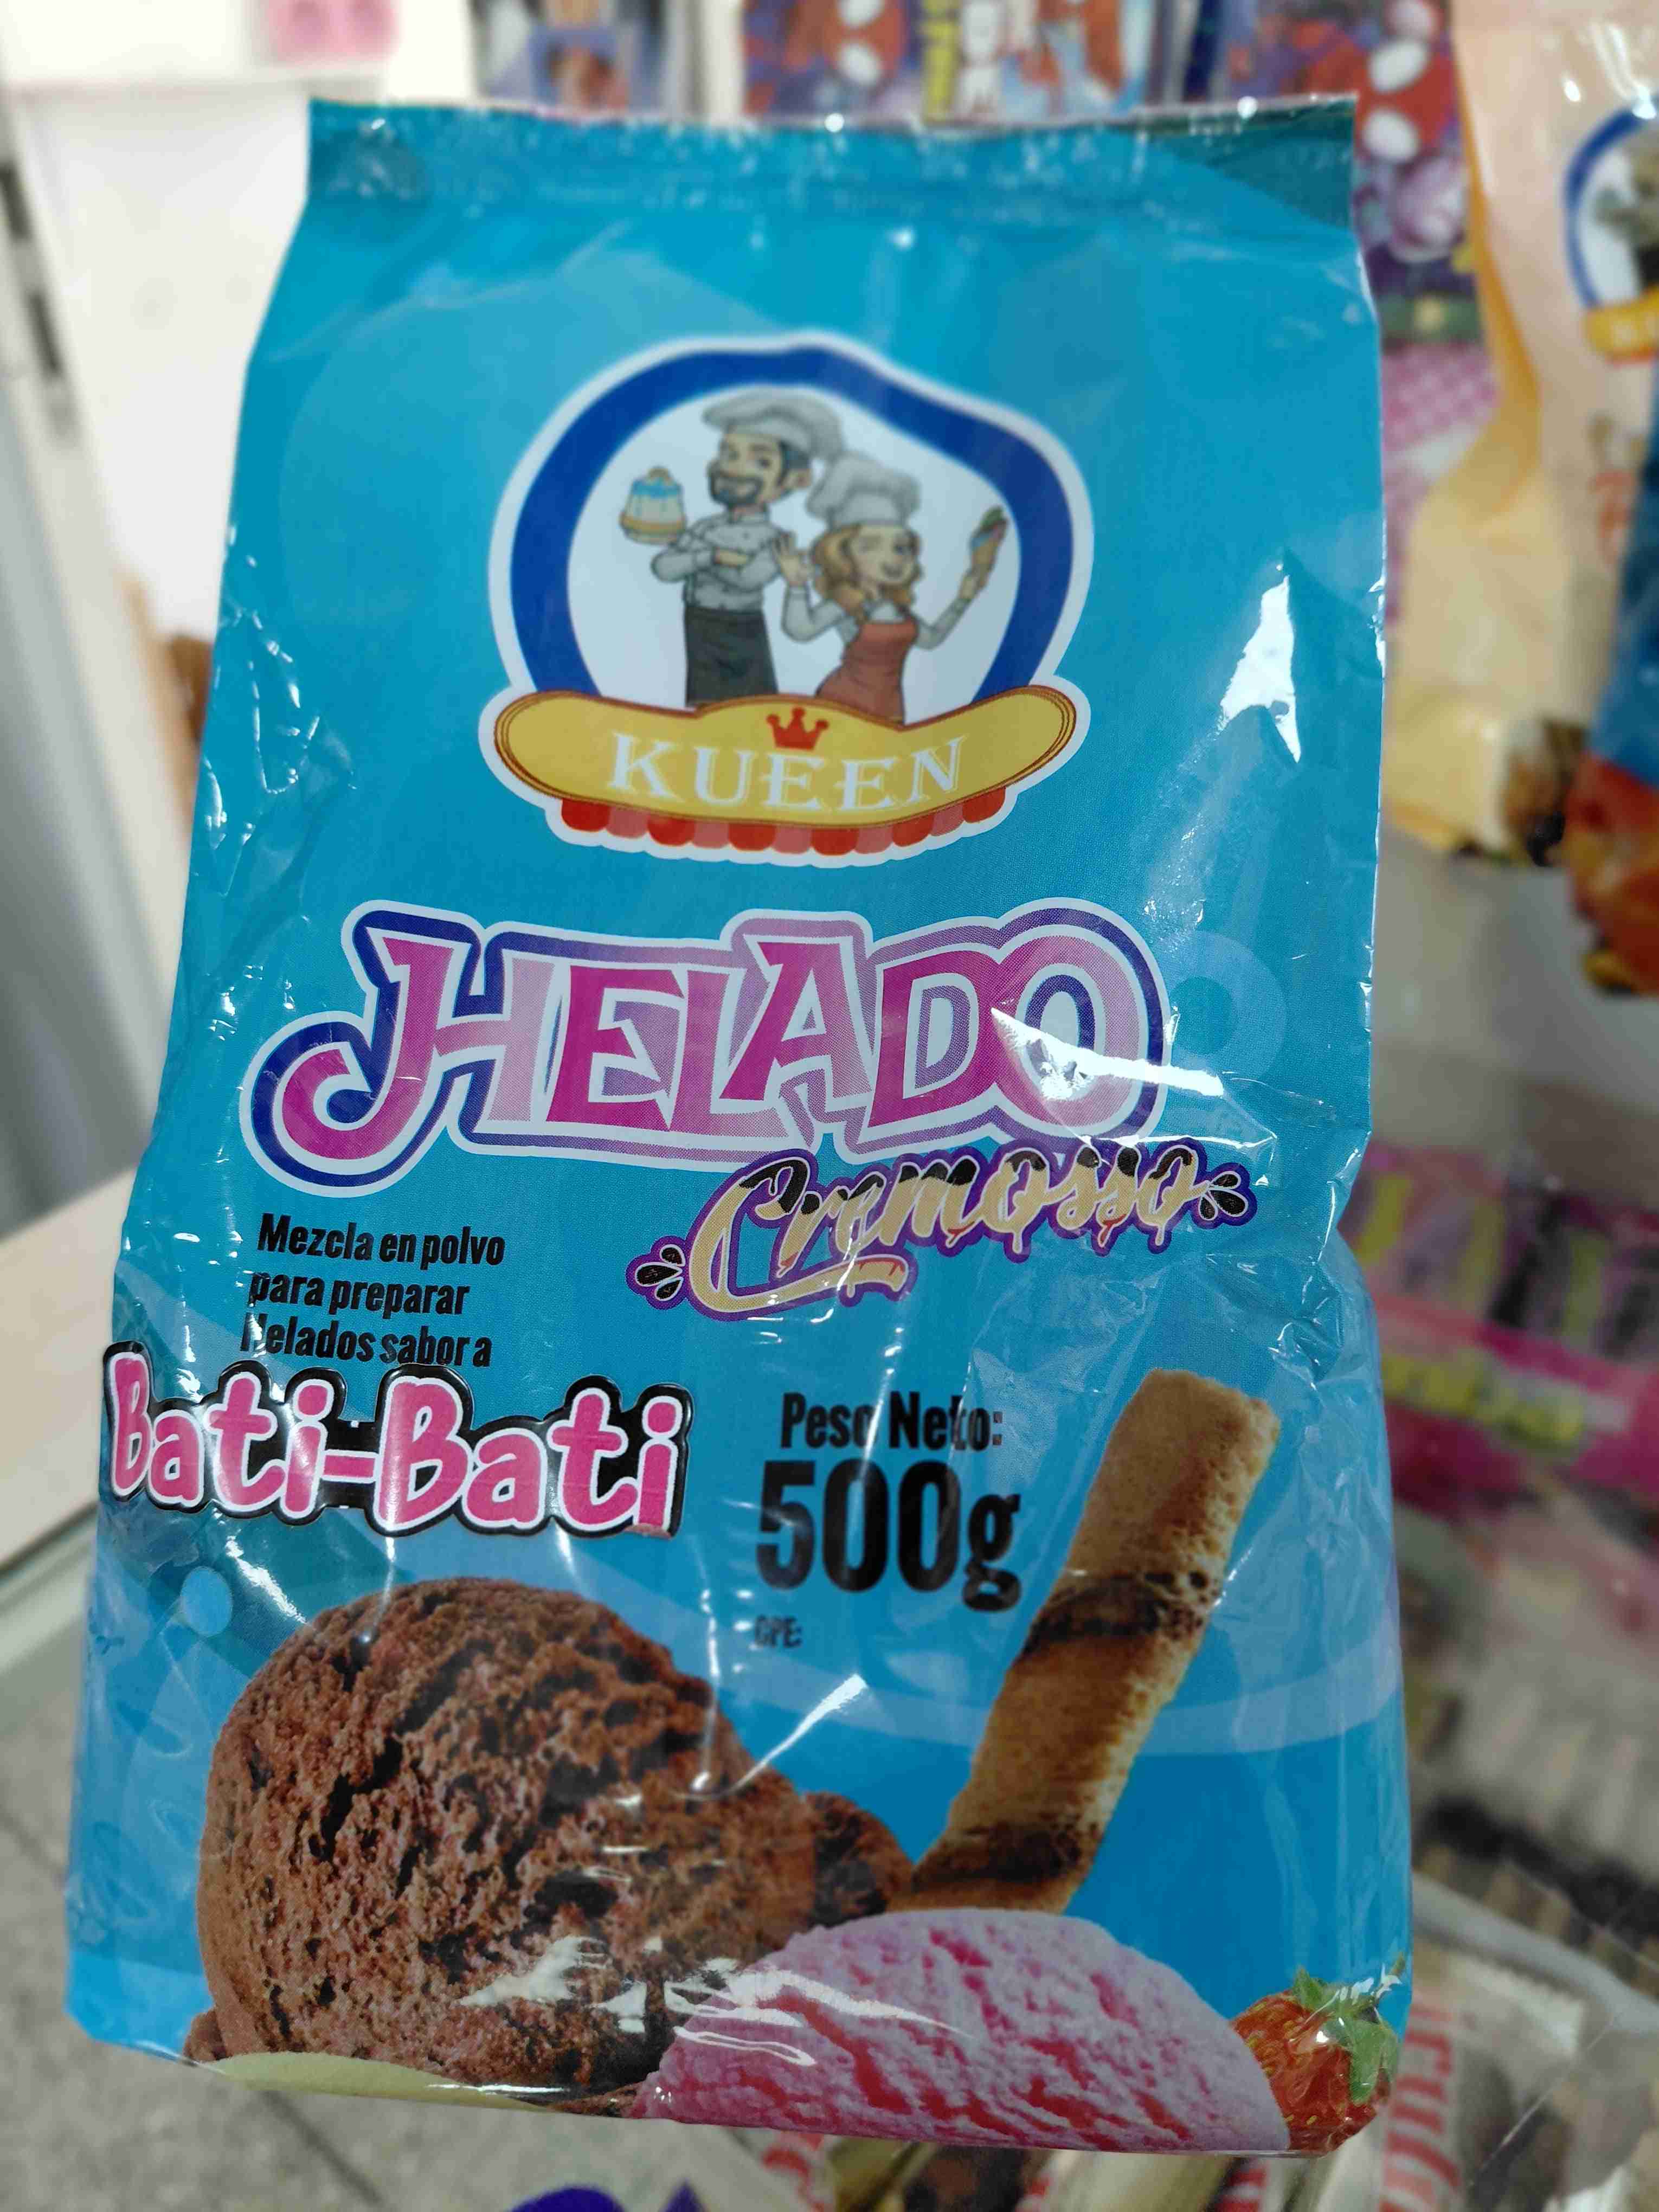 KUEEN
HELADO
Cremosso
Mezcla en polvo
para preparar
Helados sabor a
Bati-Bati
Peso Neto:
500g
CPE: